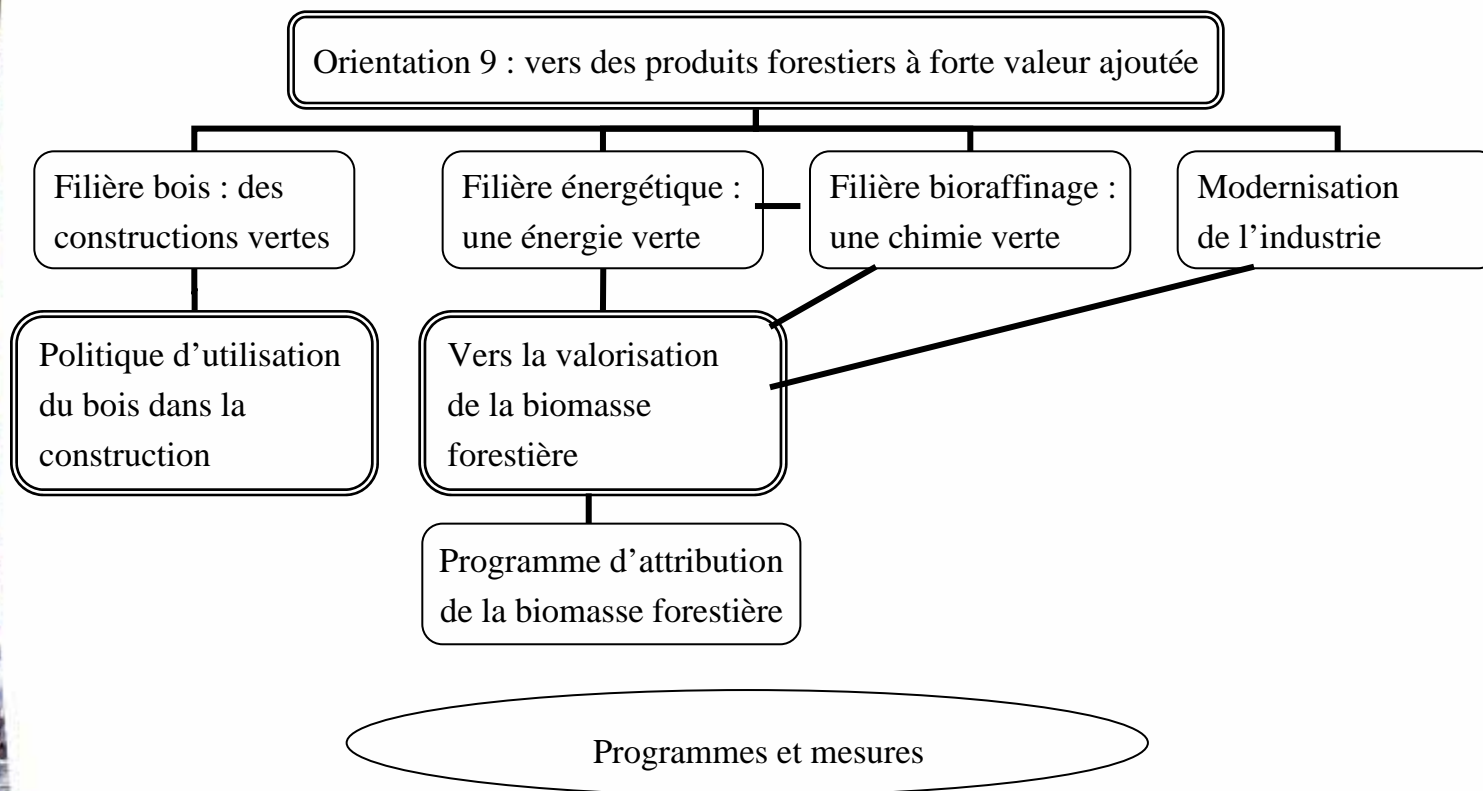 Orientation 9 : vers des produits forestiers à forte valeur ajoutée
Filière bois : des
constructions vertes
Filière énergétique :
une énergie verte
Filière bioraffinage :
une chimie verte
Modernisation
de l’industrie
Politique d’utilisation
du bois dans la
construction
Vers la valorisation
de la biomasse
forestière
Programme d’attribution
de la biomasse forestière
Programmes et mesures